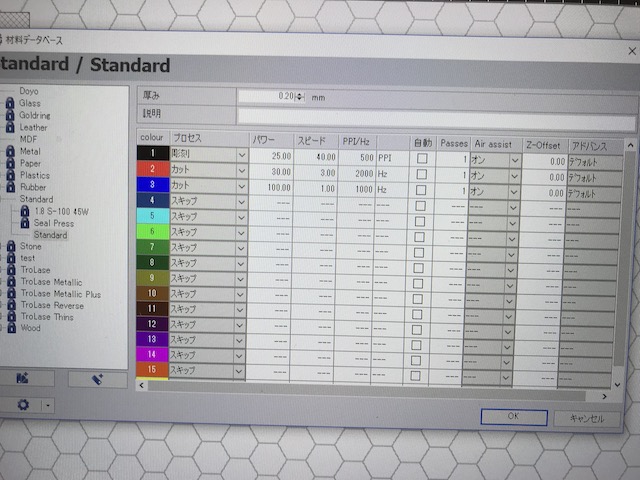 材料データベース
tandard / Standard
Doyo
Glass
Goldring
Leather
MDF
Metal
Paper
Plastics
Rubber
Standard
1.8 S-100 45W
Seal Press
Standard
Stone
test
TroLase
TroLase Metallic
TroLase Metallic Plus
TroLase Reverse
TroLase Thins
Wood
厚み 0.20 mm
説明
colour プロセス パワー スピード PPI/Hz 自動 Passes Air assist Z-Offset アドバンス
1 彫刻 25.00 40.00 500 PPI 1 オン 0.00 デフォルト
2 カット 30.00 3.00 2000 Hz 1 オン 0.00 デフォルト
3 カット 100.00 1.00 1000 Hz 1 オン 0.00 デフォルト
4 スキップ ---- ---- ---- ---- ---- ---- ----
5 スキップ ---- ---- ---- ---- ---- ---- ----
6 スキップ ---- ---- ---- ---- ---- ---- ----
7 スキップ ---- ---- ---- ---- ---- ---- ----
8 スキップ ---- ---- ---- ---- ---- ---- ----
9 スキップ ---- ---- ---- ---- ---- ---- ----
10 スキップ ---- ---- ---- ---- ---- ---- ----
11 スキップ ---- ---- ---- ---- ---- ---- ----
12 スキップ ---- ---- ---- ---- ---- ---- ----
13 スキップ ---- ---- ---- ---- ---- ---- ----
14 スキップ ---- ---- ---- ---- ---- ---- ----
15 スキップ ---- ---- ---- ---- ---- ---- ----
OK キャンセル